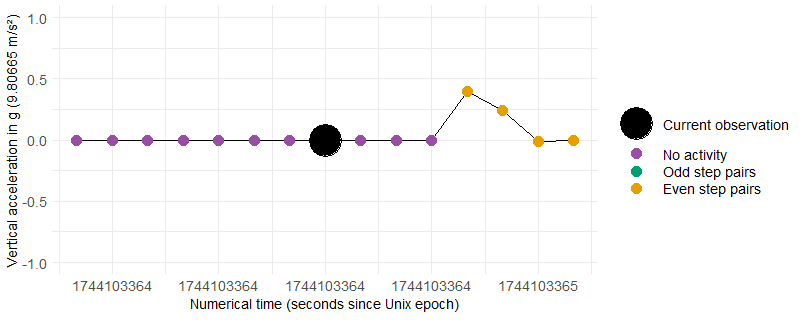 Vertical acceleration in g (9.80665 m/s²)
1.0
0.5
0.0
-0.5
-1.0
1744103364 1744103364 1744103364 1744103364 1744103365
Numerical time (seconds since Unix epoch)
Current observation
No activity
Odd step pairs
Even step pairs